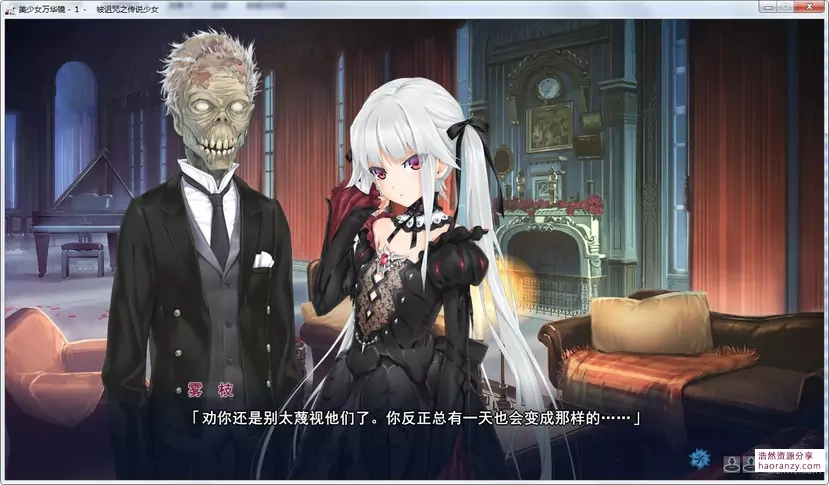 美少女万华镜 - 1 -   被诅咒之传说少女
雾 枝
「劝你还是别太蔑视他们了。你反正总有一天也会变成那样的……」
浩然资源分享
haoranzy.com